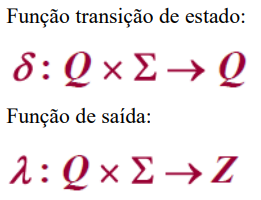 Função transição de estado:
δ : Q × Σ → Q
Função de saída:
λ : Q × Σ → Z